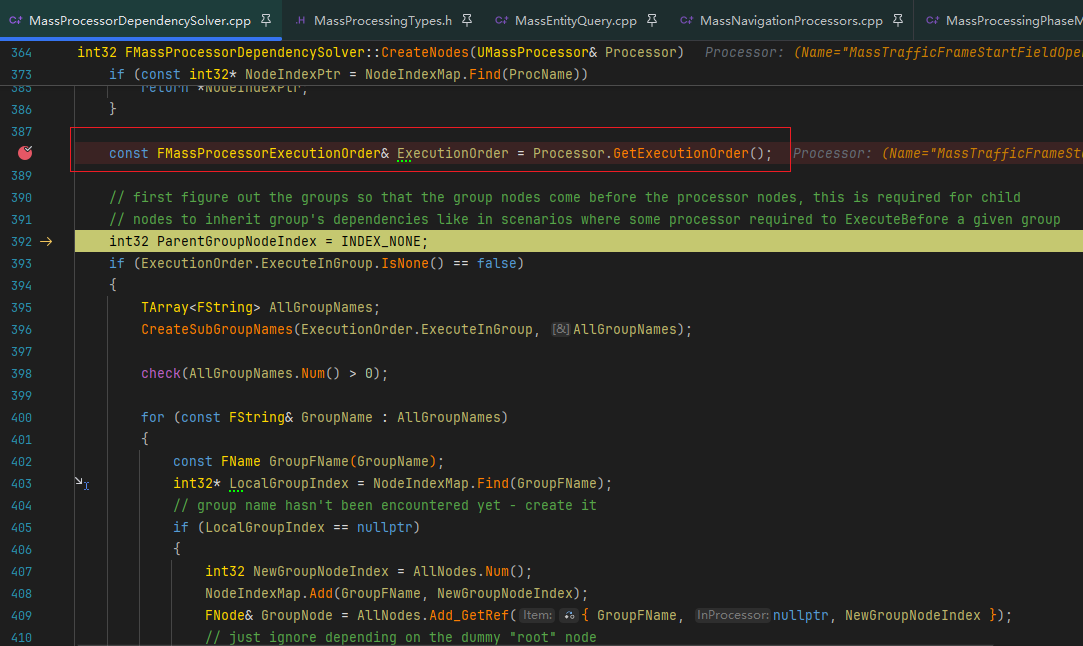 C+ MassProcessorDependencySolver.cpp .H MassProcessingTypes.h C+ MassEntityQuery.cpp C+ MassNavigationProcessors.cpp C+ MassProcessingPhaseM
364 int32 FMassProcessorDependencySolver::CreateNodes(UMassProcessor& Processor) Processor: (Name="MassTrafficFrameStartFieldOper
373 if (const int32* NodeIndexPtr = NodeIndexMap.Find(ProcName))
385 return *NodeIndexPtr;
386 }
387
const FMassProcessorExecutionOrder& ExecutionOrder = Processor.GetExecutionOrder(); Processor: (Name="MassTrafficFrameSta
389
390 // first figure out the groups so that the group nodes come before the processor nodes, this is required for child
391 // nodes to inherit group's dependencies like in scenarios where some processor required to ExecuteBefore a given group
392 int32 ParentGroupNodeIndex = INDEX_NONE;
393 if (ExecutionOrder.ExecuteInGroup.IsNone() == false)
394 {
395 TArray<FString> AllGroupNames;
396 CreateSubGroupNames(ExecutionOrder.ExecuteInGroup, [&]AllGroupNames);
397
398 check(AllGroupNames.Num() > 0);
399
400 for (const FString& GroupName : AllGroupNames)
401 {
402 const FName GroupFName(GroupName);
403 int32* LocalGroupIndex = NodeIndexMap.Find(GroupFName);
404 // group name hasn't been encountered yet - create it
405 if (LocalGroupIndex == nullptr)
406 {
407 int32 NewGroupNodeIndex = AllNodes.Num();
408 NodeIndexMap.Add(GroupFName, NewGroupNodeIndex);
409 FNode& GroupNode = AllNodes.Add_GetRef(Item: { GroupFName, InProcessor:nullptr, NewGroupNodeIndex });
410 // just ignore depending on the dummy "root" node